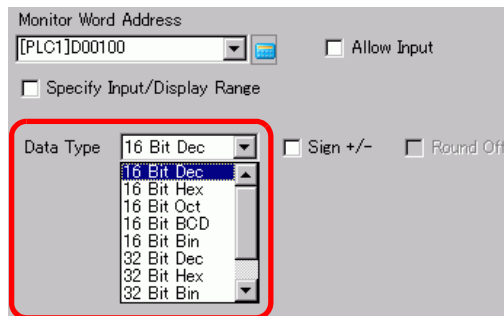 Monitor Word Address
[PLC1]D00100
Allow Input
Specify Input/Display Range
Data Type 16 Bit Dec Sign +/- Round Off
16 Bit Dec
16 Bit Hex
16 Bit Oct
16 Bit BCD
16 Bit Bin
32 Bit Dec
32 Bit Hex
32 Bit Bin